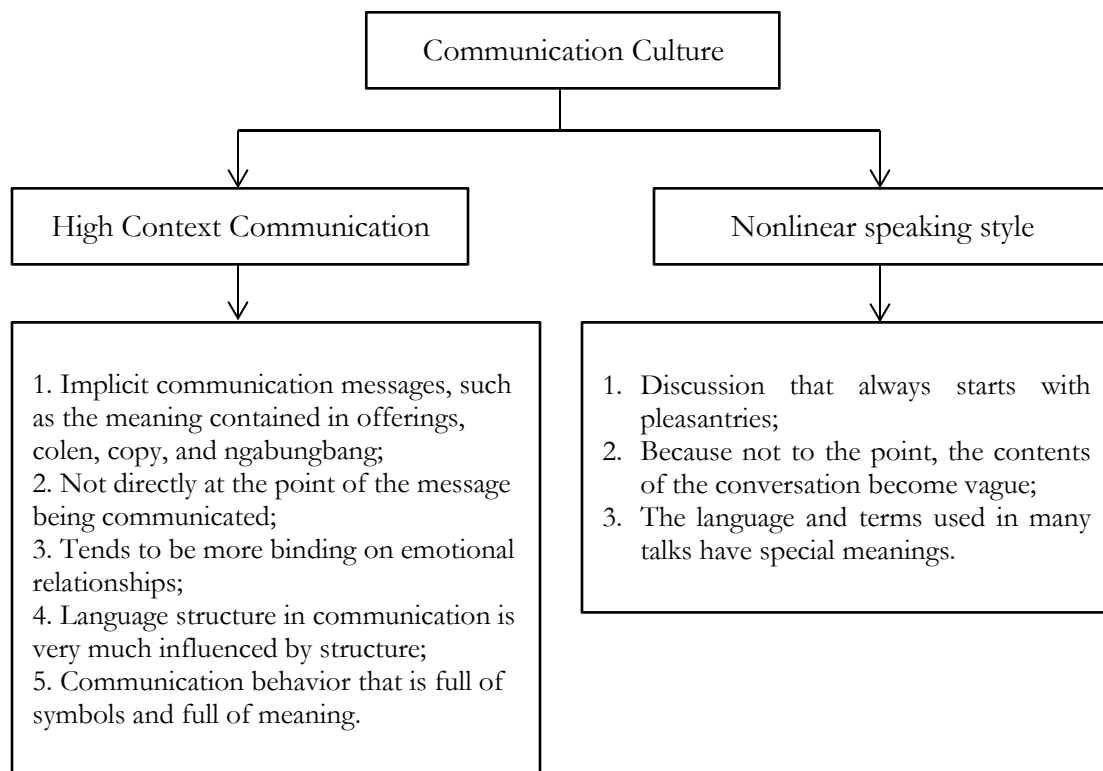 Communication Culture
High Context Communication
Nonlinear speaking style
1. Implicit communication messages, such
as the meaning contained in offerings,
colen, copy, and ngabungbang;
2. Not directly at the point of the message
being communicated;
3. Tends to be more binding on emotional
relationships;
4. Language structure in communication is
very much influenced by structure;
5. Communication behavior that is full of
symbols and full of meaning.
1. Discussion that always starts with
pleasantries;
2. Because not to the point, the contents
of the conversation become vague;
3. The language and terms used in many
talks have special meanings.